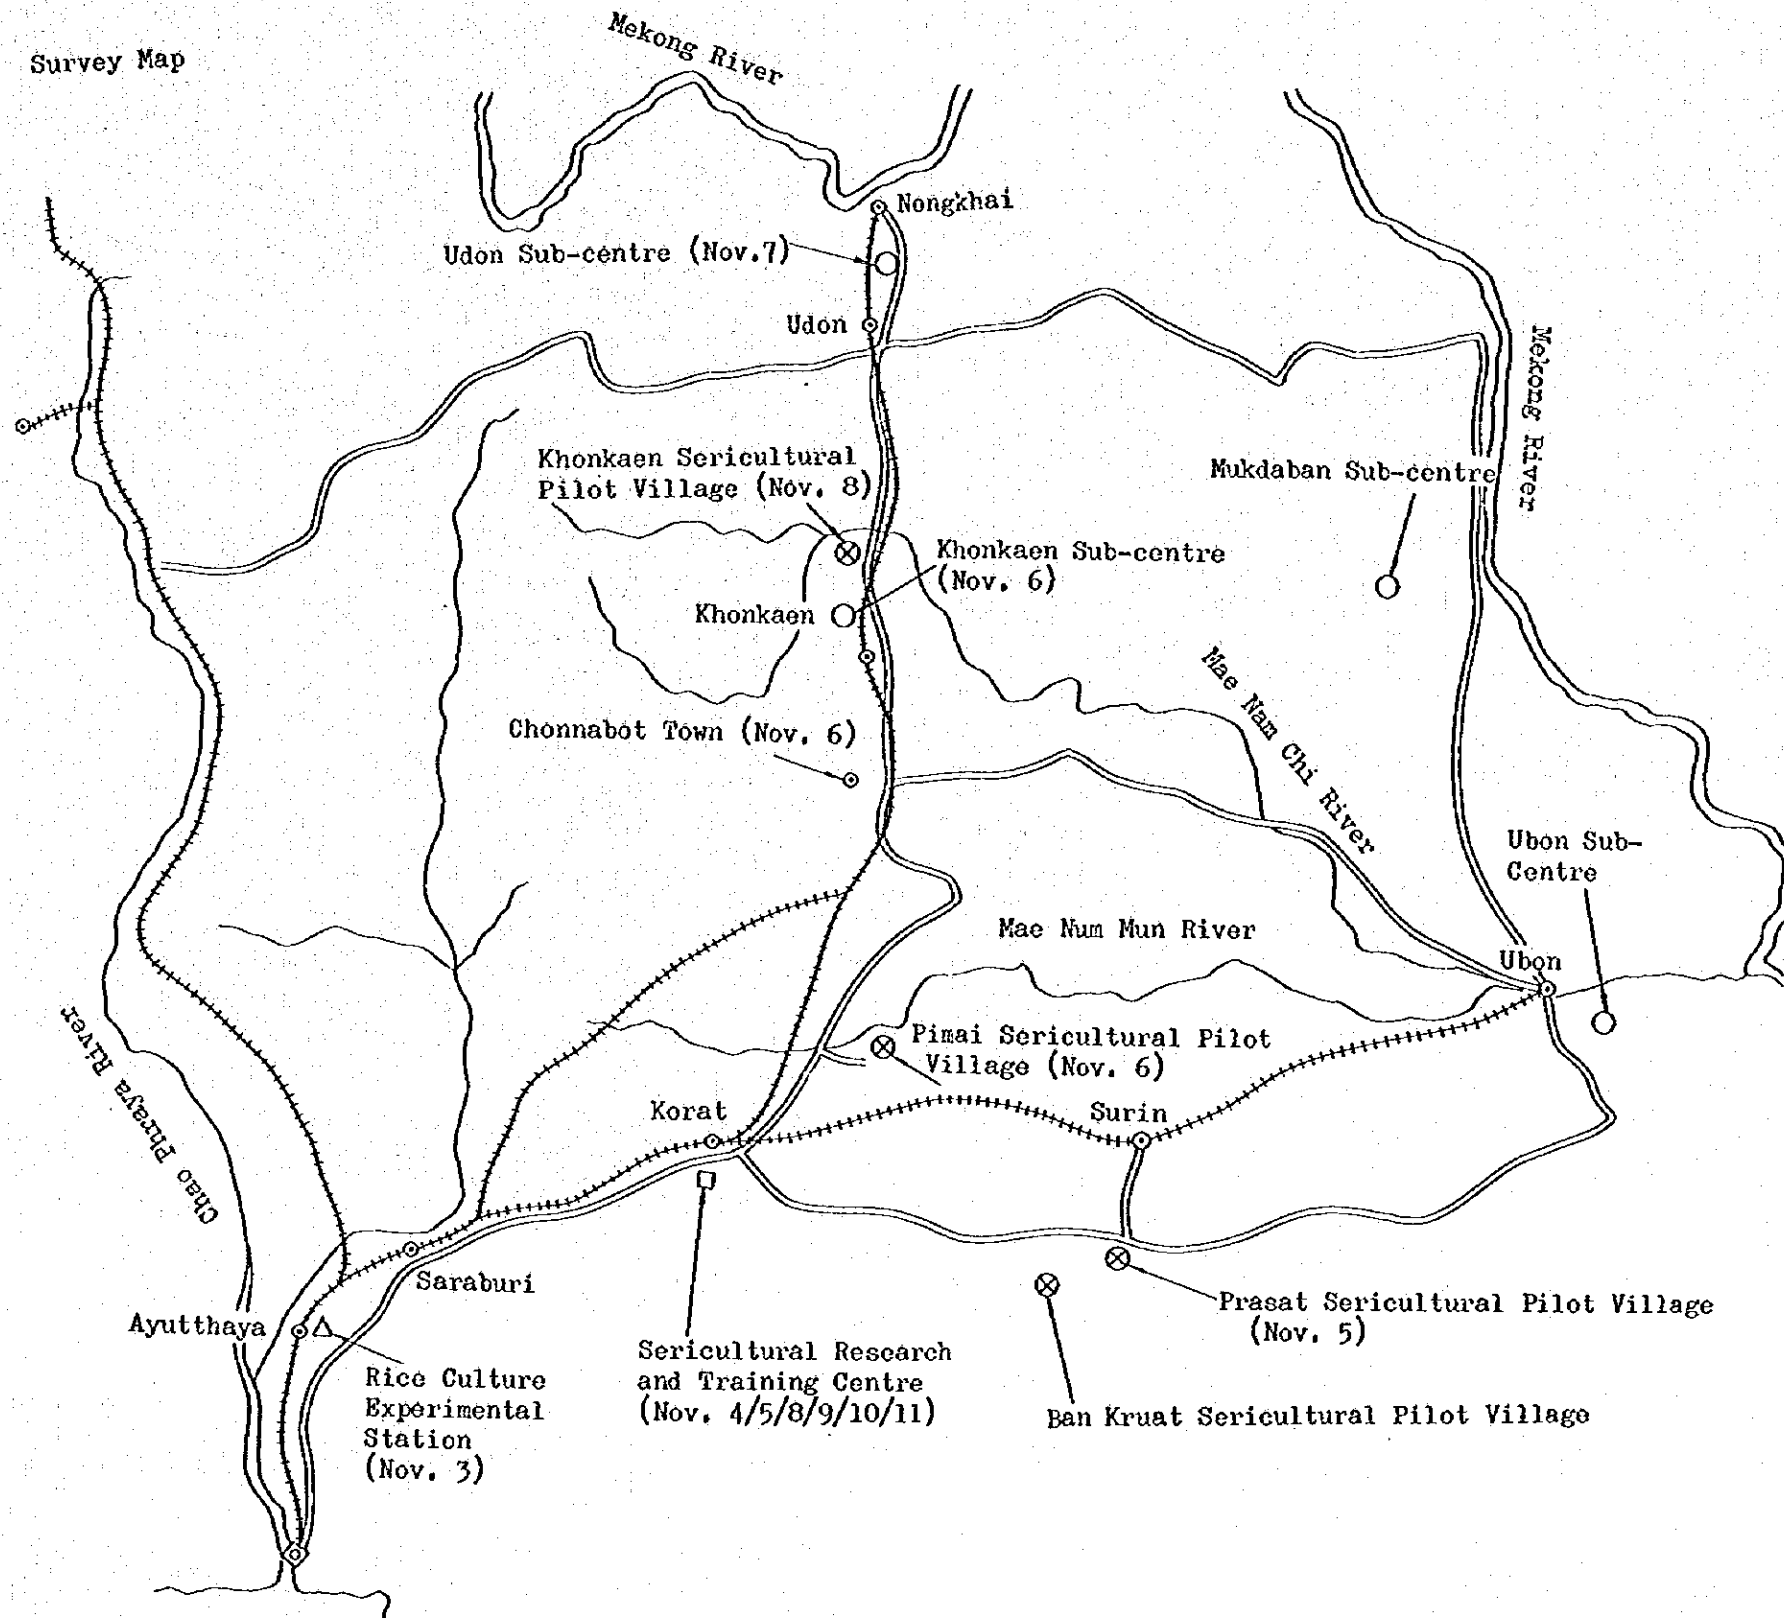 Survey Map
Mekong River
Nongkhai
Udon Sub-centre (Nov.7)
Udon
Mekong River
Khonkaen Sericultural
Pilot Village (Nov. 8)
Mukdaban Sub-centre
Khonkaen Sub-centre
(Nov. 6)
Khonkaen
Mae Nam Chi River
Chonnabot Town (Nov. 6)
Ubon Sub-
Centre
Mae Num Mun River
Ubon
Chao Phraya River
Pimai Sericultural Pilot
Village (Nov. 6)
Korat
Surin
Saraburi
Ayutthaya
Prasat Sericultural Pilot Village
(Nov. 5)
Rice Culture
Experimental
Station
(Nov. 3)
Sericultural Research
and Training Centre
(Nov. 4/5/8/9/10/11)
Ban Kruat Sericultural Pilot Village